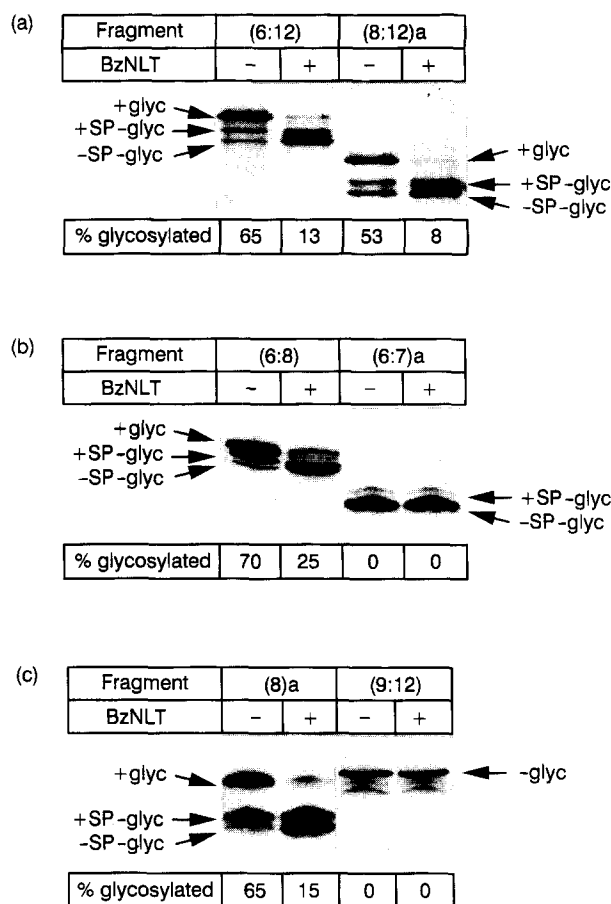 (a)
Fragment (6:12) (8:12)a
BzNLT − + − +
+glyc
+SP-glyc
−SP-glyc
+glyc
+SP-glyc
−SP-glyc
% glycosylated 65 13 53 8
(b)
Fragment (6:8) (6:7)a
BzNLT ~ + − +
+glyc
+SP-glyc
−SP-glyc
+SP-glyc
−SP-glyc
% glycosylated 70 25 0 0
(c)
Fragment (8)a (9:12)
BzNLT − + − +
+glyc
−glyc
+SP-glyc
−SP-glyc
% glycosylated 65 15 0 0